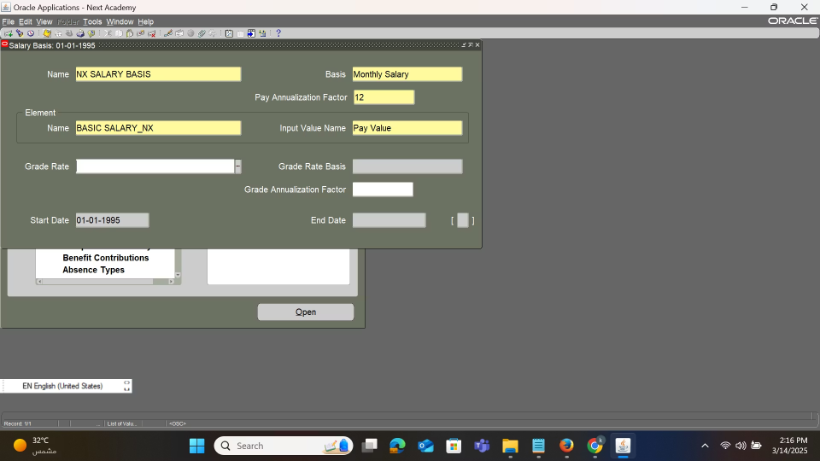 Oracle Applications - Next Academy
File Edit View Folder Tools Window Help
ORACLE
Salary Basis: 01-01-1995
Name NX SALARY BASIS Basis Monthly Salary
Pay Annualization Factor 12
Element
Name BASIC SALARY_NX Input Value Name Pay Value
Grade Rate Grade Rate Basis
Grade Annualization Factor
Start Date 01-01-1995 End Date [ ]
Benefit Contributions
Absence Types
Open
EN English (United States)
Record: 1/1 ... List of Valu... <OSC>
32°C
مشمس
Search
2:16 PM
3/14/2025